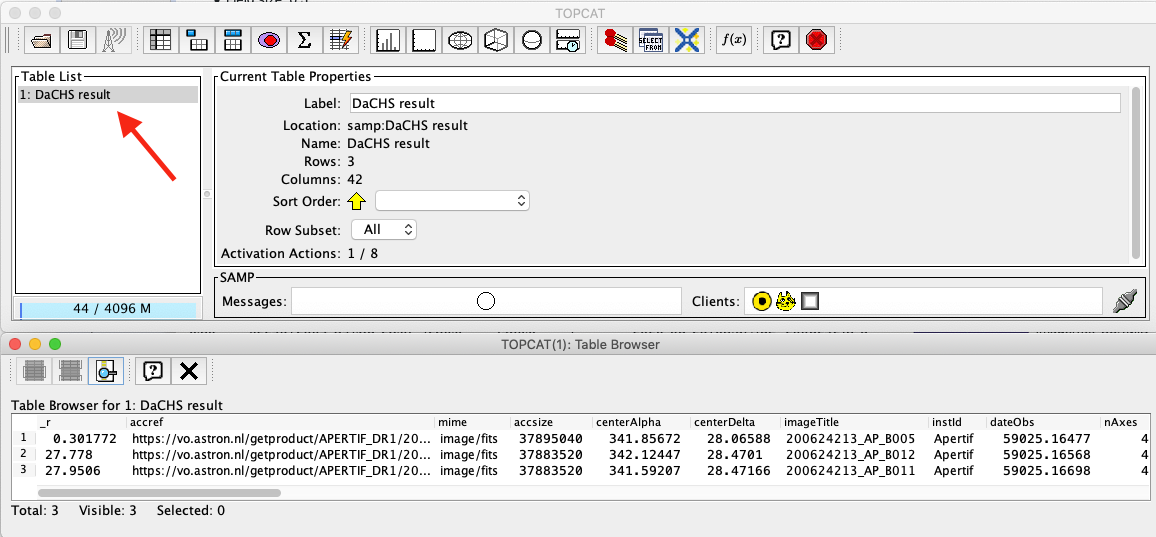 TOPCAT
SELECT FROM
f(x)
Table List
1: DaCHS result
44 / 4096 M
Current Table Properties
Label: DaCHS result
Location: samp:DaCHS result
Name: DaCHS result
Rows: 3
Columns: 42
Sort Order:
Row Subset: All
Activation Actions: 1 / 8
SAMP
Messages: Clients:
TOPCAT(1): Table Browser
Table Browser for 1: DaCHS result
_r accref mime accsize centerAlpha centerDelta imageTitle instId dateObs nAxes
1 0.301772 https://vo.astron.nl/getproduct/APERTIF_DR1/20... image/fits 37895040 341.85672 28.06588 200624213_AP_B005 Apertif 59025.16477 4
2 27.778 https://vo.astron.nl/getproduct/APERTIF_DR1/20... image/fits 37883520 342.12447 28.4701 200624213_AP_B012 Apertif 59025.16568 4
3 27.9506 https://vo.astron.nl/getproduct/APERTIF_DR1/20... image/fits 37883520 341.59207 28.47166 200624213_AP_B011 Apertif 59025.16698 4
Total: 3 Visible: 3 Selected: 0